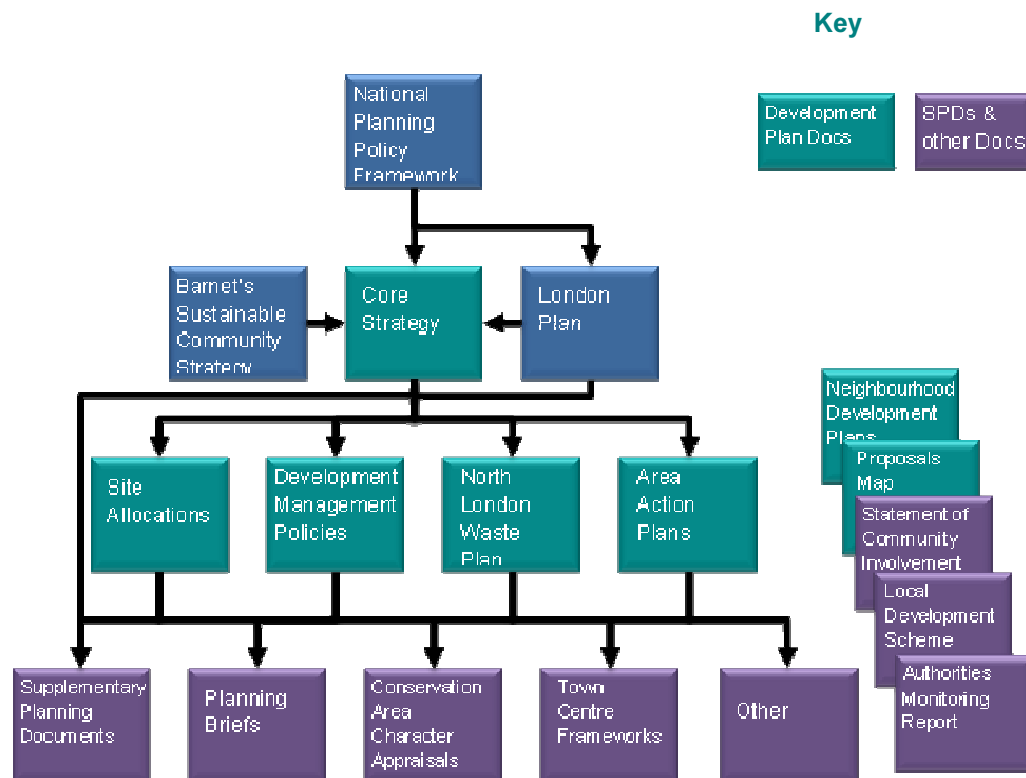 Key
National
Planning
Policy
Framework
Development
Plan Docs
SPDs &
other Docs
Barnet's
Sustainable
Community
Strategy
Core
Strategy
London
Plan
Neighbourhood
Development
Plans
Proposals
Map
Statement of
Community
Involvement
Local
Development
Scheme
Authorities
Monitoring
Report
Site
Allocations
Development
Management
Policies
North
London
Waste
Plan
Area
Action
Plans
Supplementary
Planning
Documents
Planning
Briefs
Conservation
Area
Character
Appraisals
Town
Centre
Frameworks
Other